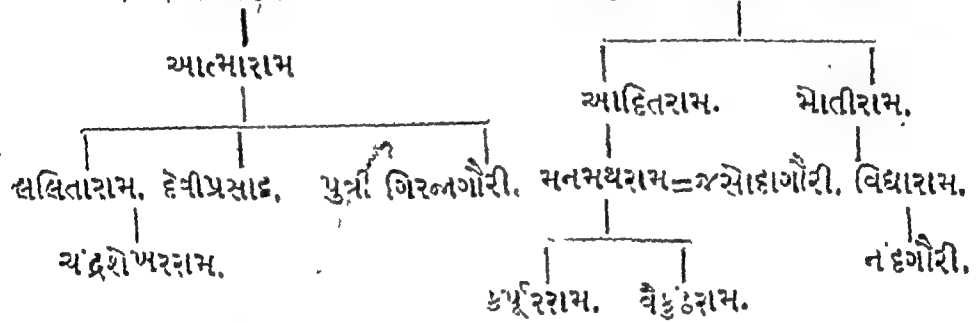 આત્મારામ
આદિતરામ. મોતીરામ.
લલિતારામ. દેવીપ્રસાદ. પુત્રી ગિરજાગૌરી. મનમથરામ=જસોદાગૌરી. વિદ્યારામ.
ચંદ્રશેખરરામ. નંદગૌરી.
કર્પૂરરામ. વૈકુંઠરામ.